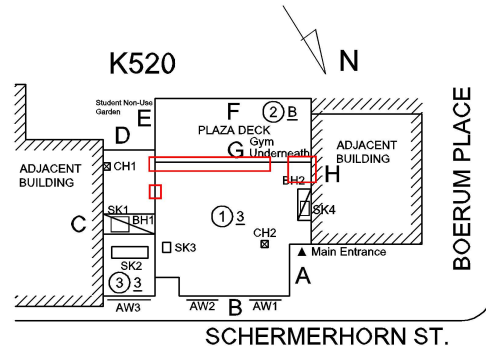 K520
N
Student Non-Use
Garden
E
F
2 B
PLAZA DECK
D
G
Gym
Underneath
ADJACENT
BUILDING
ADJACENT
BUILDING
CH1
BH2
H
SK1
BH1
SK4
C
1 3
SK3
CH2
SK2
Main Entrance
A
3 3
AW3
AW2
B
AW1
BOERUM PLACE
SCHERMERHORN ST.